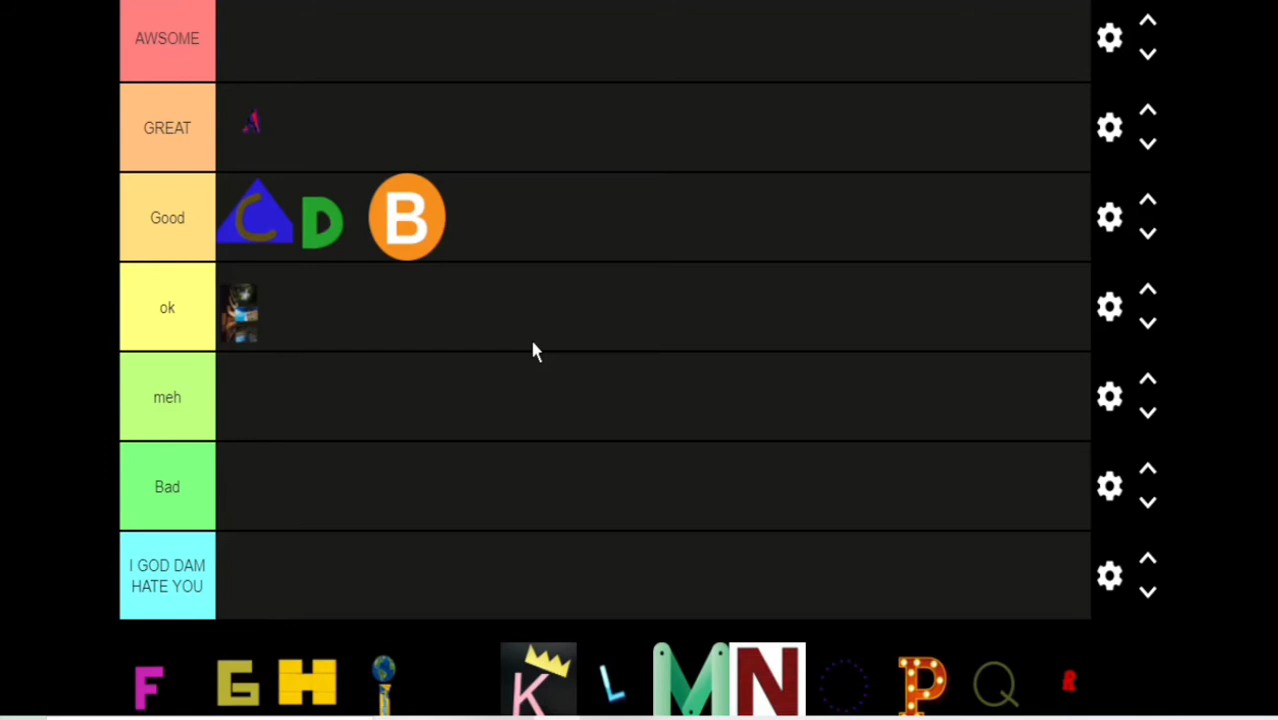 AWSOME
GREAT
A
Good
C D B
ok
meh
Bad
I GOD DAM
HATE YOU
F G H i K L M N O P Q R